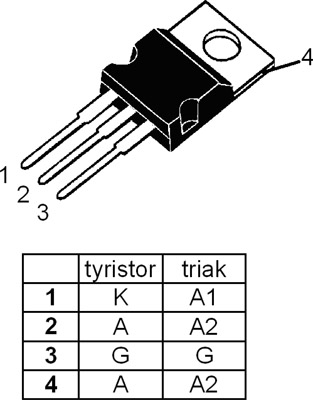 4
1
2
3
tyristor triak
1 K A1
2 A A2
3 G G
4 A A2